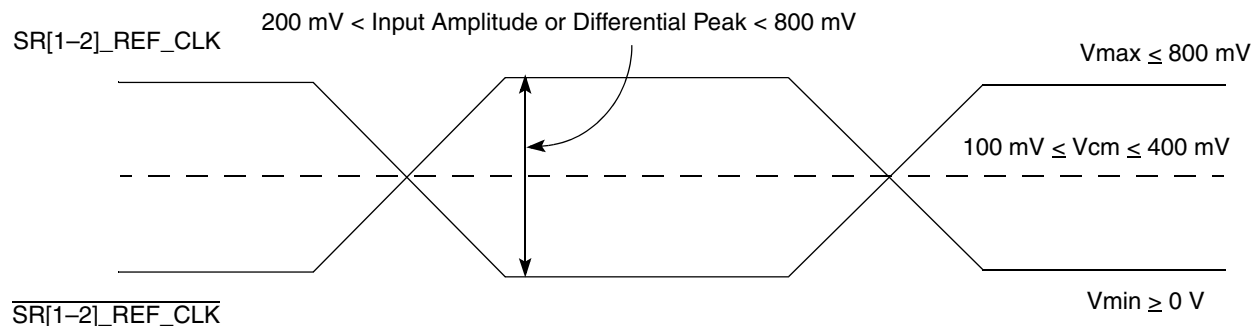 200 mV < Input Amplitude or Differential Peak < 800 mV
SR[1–2]_REF_CLK
Vmax ≤ 800 mV
100 mV ≤ Vcm ≤ 400 mV
Vmin ≥ 0 V
SR[1–2]_REF_CLK